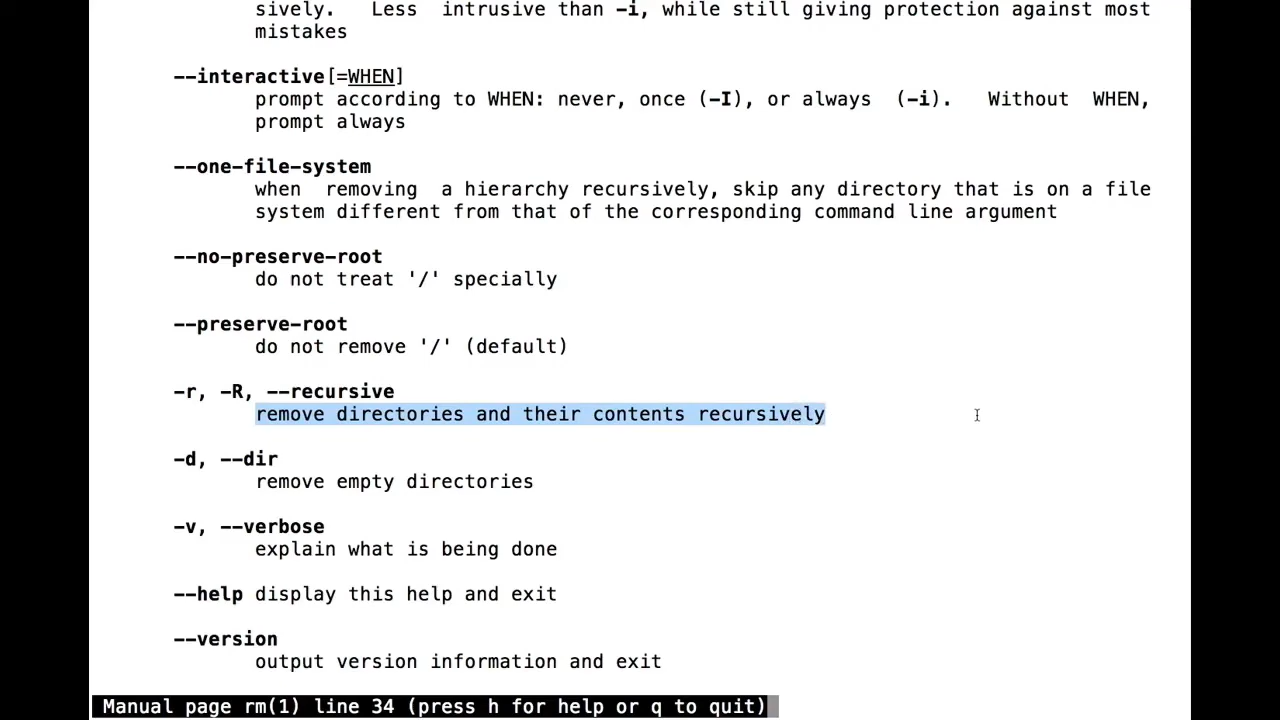 sively. Less intrusive than -i, while still giving protection against most
mistakes
--interactive[=WHEN]
prompt according to WHEN: never, once (-I), or always (-i). Without WHEN,
prompt always
--one-file-system
when removing a hierarchy recursively, skip any directory that is on a file
system different from that of the corresponding command line argument
--no-preserve-root
do not treat '/' specially
--preserve-root
do not remove '/' (default)
-r, -R, --recursive
remove directories and their contents recursively
-d, --dir
remove empty directories
-v, --verbose
explain what is being done
--help display this help and exit
--version
output version information and exit
Manual page rm(1) line 34 (press h for help or q to quit)